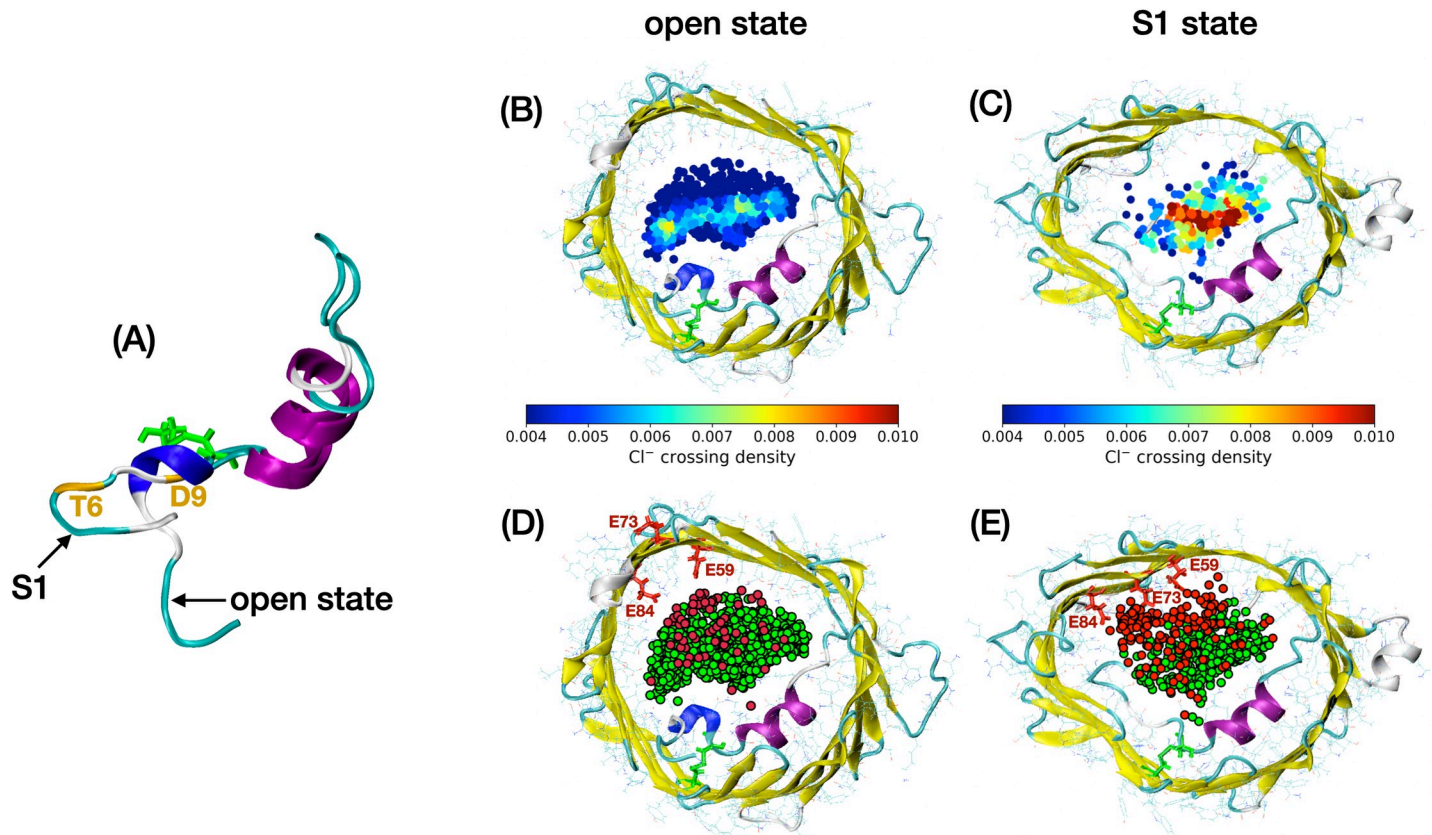 open state
S1 state
(B)
(C)
(A)
T6
D9
S1
open state
0.004 0.005 0.006 0.007 0.008 0.009 0.010
Cl⁻ crossing density
0.004 0.005 0.006 0.007 0.008 0.009 0.010
Cl⁻ crossing density
(D)
E73
E59
E84
(E)
E59
E73
E84